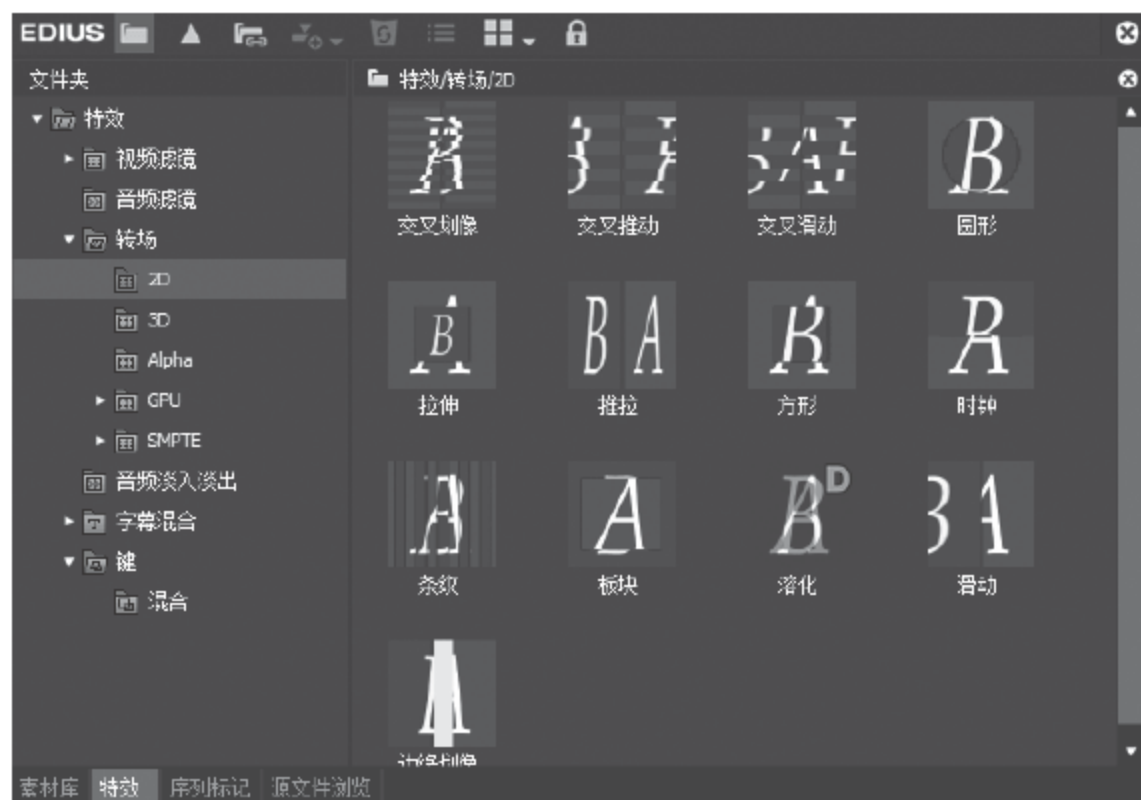 EDIUS
文件夹
特效/转场/2D
特效
视频滤镜
音频滤镜
转场
2D
3D
Alpha
GPU
SMPTE
音频淡入淡出
字幕混合
键
混合
交叉划像
交叉推动
交叉滑动
圆形
拉伸
推拉
方形
时钟
条纹
板块
溶化
D
滑动
边缘划像
素材库
特效
序列标记
源文件浏览